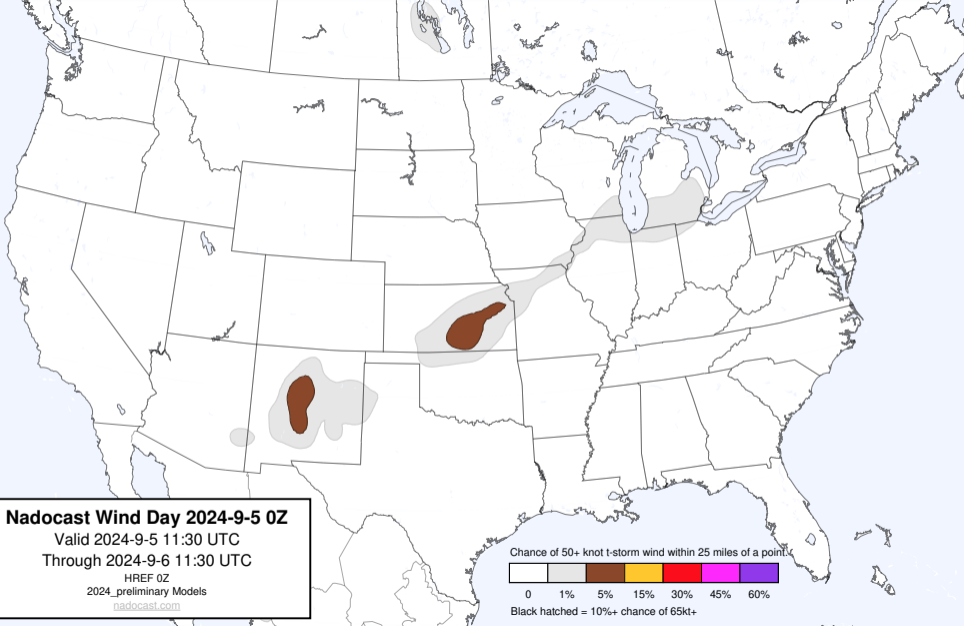 Nadocast Wind Day 2024-9-5 0Z
Valid 2024-9-5 11:30 UTC
Through 2024-9-6 11:30 UTC
HREF 0Z
2024_preliminary Models
nadocast.com
Chance of 50+ knot t-storm wind within 25 miles of a point.
0 1% 5% 15% 30% 45% 60%
Black hatched = 10%+ chance of 65kt+